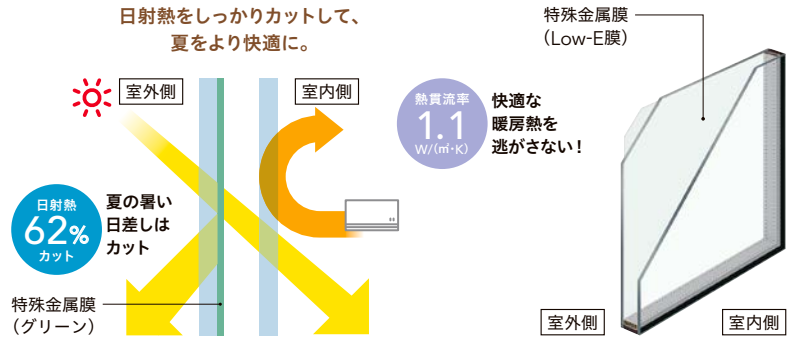 日射熱をしっかりカットして、
夏をより快適に。
室外側
室内側
日射熱
62%
カット
夏の暑い
日差しは
カット
特殊金属膜
（グリーン）
熱貫流率
1.1
W/(㎡·K)
快適な
暖房熱を
逃がさない！
特殊金属膜
（Low-E膜）
室外側
室内側